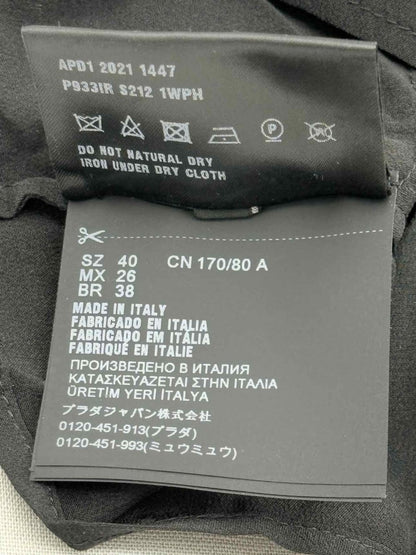 APD1 2021 1447
P933IR S212 1WPH
P
DO NOT NATURAL DRY
IRON UNDER DRY CLOTH
SZ 40 CN 170/80 A
MX 26
BR 38
MADE IN ITALY
FABRICADO EN ITALIA
FABRICADO EM ITÁLIA
FABRIQUÉ EN ITALIE
ПРОИЗВЕДЕНО В ИТАЛИЯ
ΚΑΤΑΣΚΕΥΑΖΕΤΑΙ ΣΤΗΝ ΙΤΑΛΙΑ
ÜRETİM YERİ İTALYA
プラダジャパン株式会社
0120-451-913(プラダ)
0120-451-993(ミュウミュウ)